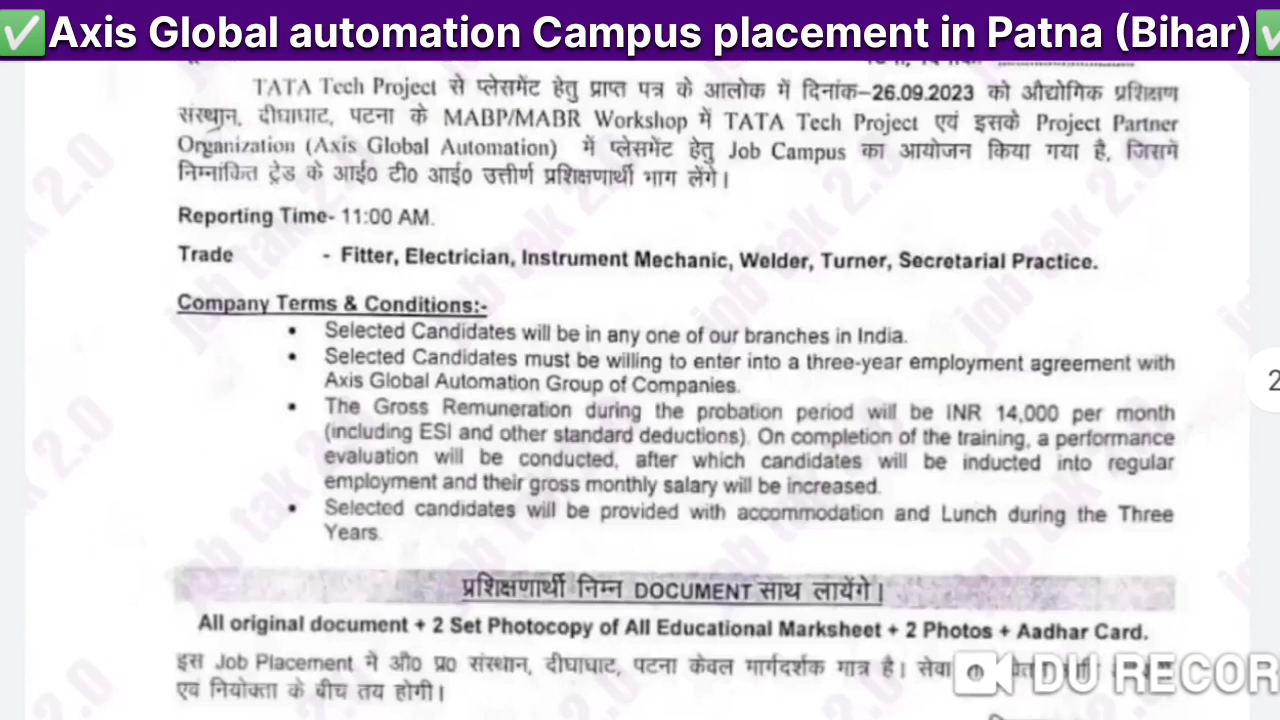 ✅Axis Global automation Campus placement in Patna (Bihar)✅
TATA Tech Project से प्लेसमेंट हेतु प्राप्त पत्र के आलोक में दिनांक–26.09.2023 को औद्योगिक प्रशिक्षण
संस्थान, दीघाघाट, पटना के MABP/MABR Workshop में TATA Tech Project एवं इसके Project Partner
Organization (Axis Global Automation) में प्लेसमेंट हेतु Job Campus का आयोजन किया गया है, जिसमें
निम्नांकित ट्रेड के आई० टी० आई० उत्तीर्ण प्रशिक्षणार्थी भाग लेंगे।
Reporting Time- 11:00 AM.
Trade - Fitter, Electrician, Instrument Mechanic, Welder, Turner, Secretarial Practice.
Company Terms & Conditions:-
• Selected Candidates will be in any one of our branches in India.
• Selected Candidates must be willing to enter into a three-year employment agreement with
Axis Global Automation Group of Companies.
• The Gross Remuneration during the probation period will be INR 14,000 per month
(including ESI and other standard deductions). On completion of the training, a performance
evaluation will be conducted, after which candidates will be inducted into regular
employment and their gross monthly salary will be increased.
• Selected candidates will be provided with accommodation and Lunch during the Three
Years.
2
प्रशिक्षणार्थी निम्न DOCUMENT साथ लायेंगे।
All original document + 2 Set Photocopy of All Educational Marksheet + 2 Photos + Aadhar Card.
इस Job Placement ने औ० प्र० संस्थान, दीघाघाट, पटना केवल मार्गदर्शक मात्र है। सेवा
एवं नियोक्ता के बीच तय होगी।
DU RECOR
job tak 2.0